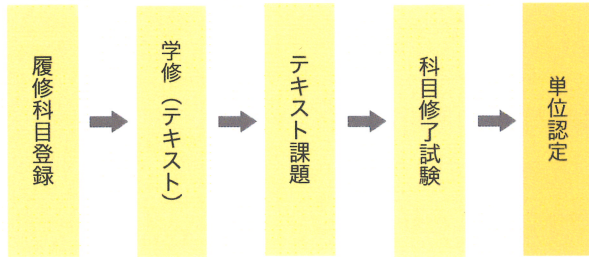 履修科目登録
学修（テキスト）
テキスト課題
科目修了試験
単位認定